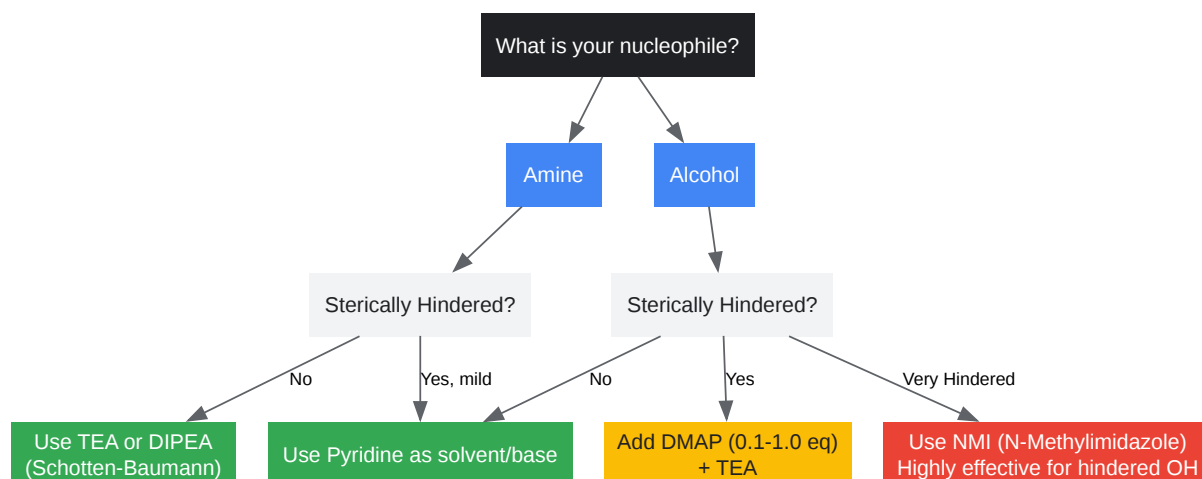 What is your nucleophile?
Amine
Alcohol
Sterically Hindered?
Sterically Hindered?
No
Yes, mild
No
Yes
Very Hindered
Use TEA or DIPEA
(Schotten-Baumann)
Use Pyridine as solvent/base
Add DMAP (0.1-1.0 eq)
+ TEA
Use NMI (N-Methylimidazole)
Highly effective for hindered OH